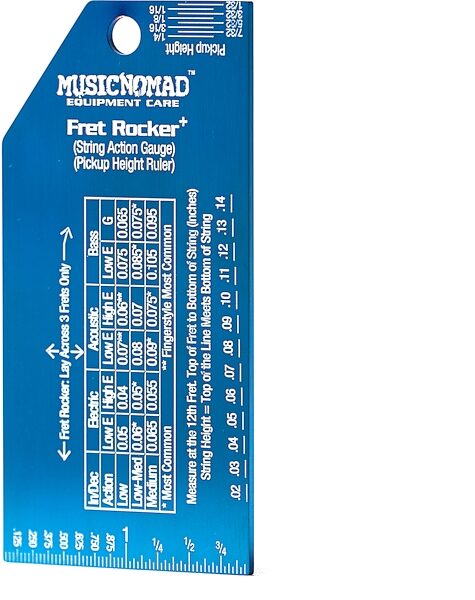 1/32
3/32
5/32
7/32
1/4
3/16
1/8
1/16
Pickup Height
MUSICNOMAD™
EQUIPMENT CARE
Fret Rocker+
(String Action Gauge)
(Pickup Height Ruler)
Fret Rocker: Lay Across 3 Frets Only
In/Dec Electric Acoustic Bass
Action Low E High E Low E High E Low E G
Low 0.05 0.04 0.07** 0.06** 0.075 0.065
Low-Med 0.06* 0.05* 0.08 0.07 0.085* 0.075*
Medium 0.065 0.055 0.09* 0.075* 0.105 0.095
* Most Common ** Fingerstyle Most Common
Measure at the 12th Fret. Top of Fret to Bottom of String (inches)
String Height = Top of the Line Meets Bottom of String
.02 .03 .04 .05 .06 .07 .08 .09 .10 .11 .12 .13 .14
.125 .250 .375 .500 .625 .750 .875
1 1/4 1/2 3/4